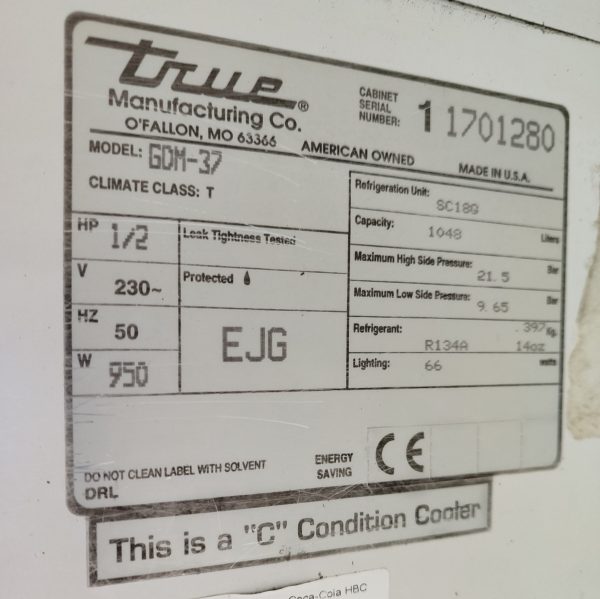 true®
Manufacturing Co.
O'FALLON, MO 63366
AMERICAN OWNED
CABINET SERIAL NUMBER: 1 1701280
MADE IN U.S.A.
MODEL: GDM-37
CLIMATE CLASS: T
HP 1/2
V 230~
HZ 50
W 950
Leak Tightness Tested
Protected
EJG
Refrigeration Unit: SC18G
Capacity: 1048 Liters
Maximum High Side Pressure: 21.5 Bar
Maximum Low Side Pressure: 9.65 Bar
Refrigerant: R134A .397 Kg. 14oz
Lighting: 66 watts
DO NOT CLEAN LABEL WITH SOLVENT
DRL
ENERGY SAVING
CE
This is a "C" Condition Cooler
Coca-Cola HBC